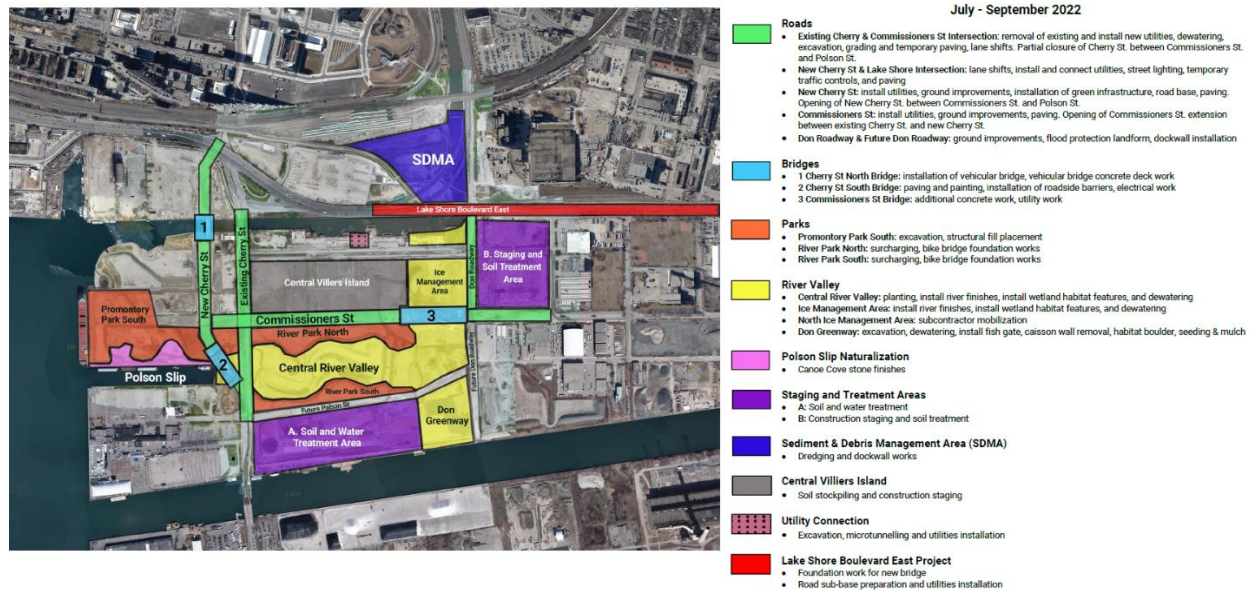 July - September 2022
Roads
• Existing Cherry & Commissioners St Intersection: removal of existing and install new utilities, dewatering,
excavation, grading and temporary paving, lane shifts. Partial closure of Cherry St. between Commissioners St.
and Polson St.
• New Cherry St & Lake Shore Intersection: lane shifts, install and connect utilities, street lighting, temporary
traffic controls, and paving
• New Cherry St: install utilities, ground improvements, installation of green infrastructure, road base, paving.
Opening of New Cherry St. between Commissioners St. and Polson St.
• Commissioners St: install utilities, ground improvements, paving. Opening of Commissioners St. extension
between existing Cherry St. and new Cherry St.
• Don Roadway & Future Don Roadway: ground improvements, flood protection landform, dockwall installation
Bridges
• 1 Cherry St North Bridge: installation of vehicular bridge, vehicular bridge concrete deck work
• 2 Cherry St South Bridge: paving and painting, installation of roadside barriers, electrical work
• 3 Commissioners St Bridge: additional concrete work, utility work
Parks
• Promontory Park South: excavation, structural fill placement
• River Park North: surcharging, bike bridge foundation works
• River Park South: surcharging, bike bridge foundation works
River Valley
• Central River Valley: planting, install river finishes, install wetland habitat features, and dewatering
• Ice Management Area: install river finishes, install wetland habitat features, and dewatering
• North Ice Management Area: subcontractor mobilization
• Don Greenway: excavation, dewatering, install fish gate, caisson wall removal, habitat boulder, seeding & mulch
Polson Slip Naturalization
• Canoe Cove stone finishes
Staging and Treatment Areas
• A: Soil and water treatment
• B: Construction staging and soil treatment
Sediment & Debris Management Area (SDMA)
• Dredging and dockwall works
Central Villiers Island
• Soil stockpiling and construction staging
Utility Connection
• Excavation, microtunnelling and utilities installation
Lake Shore Boulevard East Project
• Foundation work for new bridge
• Road sub-base preparation and utilities installation
SDMA
Lake Shore Boulevard East
1
New Cherry St
Existing Cherry St
Central Villers Island
Ice
Management
Area
Don Roadway
B. Staging and
Soil Treatment
Area
Promontory
Park South
Commissioners St
3
River Park North
2
Polson Slip
Central River Valley
River Park South
Future Polson St
Future Don Roadway
Don
Greenway
A. Soil and Water
Treatment Area